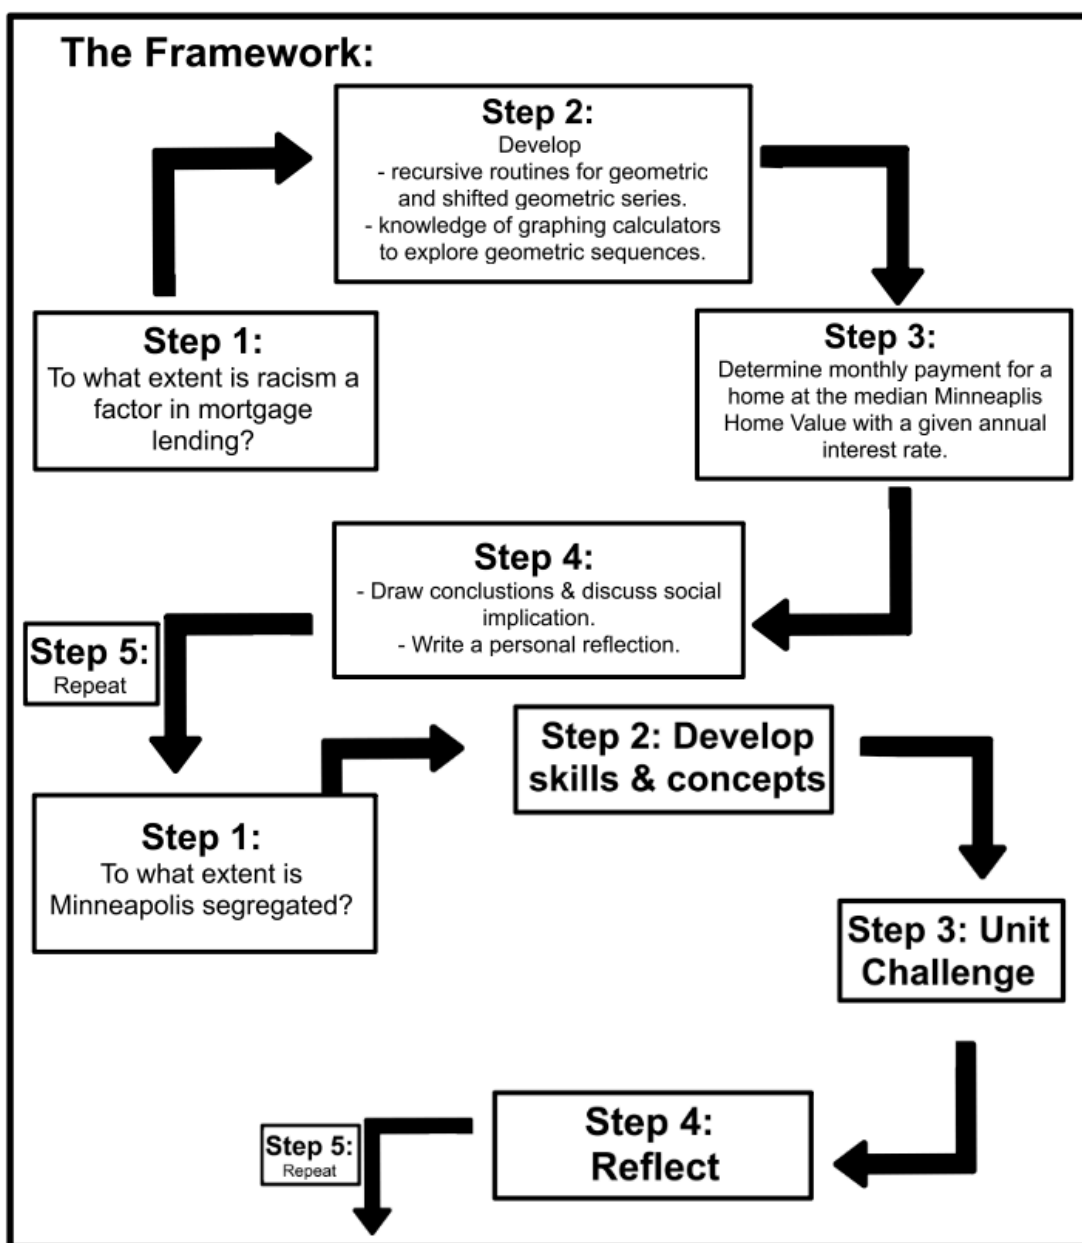 The Framework:
Step 2:
Develop
- recursive routines for geometric
and shifted geometric series.
- knowledge of graphing calculators
to explore geometric sequences.
Step 1:
To what extent is racism a
factor in mortgage
lending?
Step 3:
Determine monthly payment for a
home at the median Minneaplis
Home Value with a given annual
interest rate.
Step 4:
- Draw conclustions & discuss social
implication.
- Write a personal reflection.
Step 5:
Repeat
Step 1:
To what extent is
Minneapolis segregated?
Step 2: Develop
skills & concepts
Step 3: Unit
Challenge
Step 4:
Reflect
Step 5:
Repeat